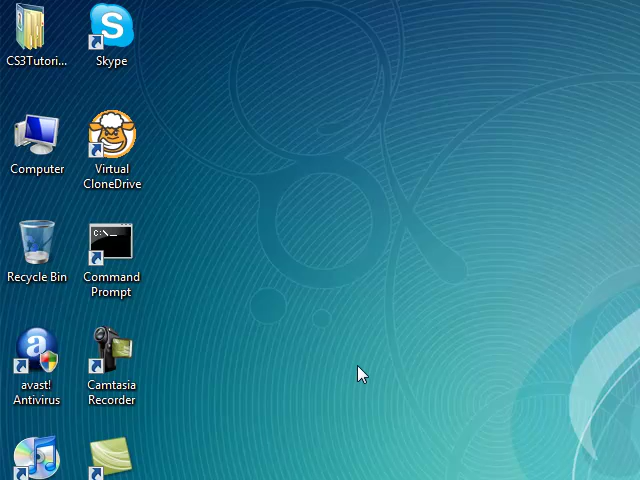 CS3Tutori...
Skype
Computer
Virtual
CloneDrive
Recycle Bin
C:\_
Command
Prompt
avast!
Antivirus
Camtasia
Recorder